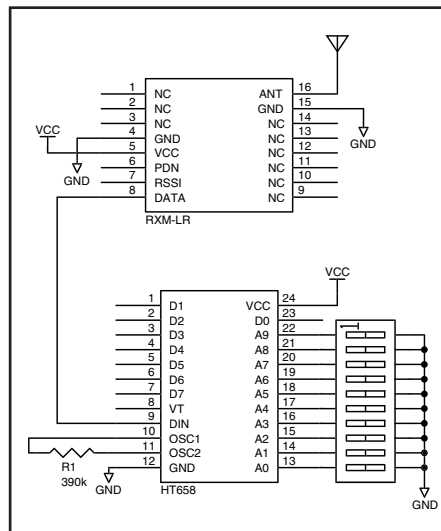 1 NC ANT 16
2 NC GND 15
3 NC NC 14
4 GND NC 13
5 VCC NC 12
6 PDN NC 11
7 RSSI NC 10
8 DATA NC 9
VCC
GND
GND
RXM-LR
VCC
1 D1 VCC 24
2 D2 D0 23
3 D3 A9 22
4 D4 A8 21
5 D5 A7 20
6 D6 A6 19
7 D7 A5 18
8 VT A4 17
9 DIN A3 16
10 OSC1 A2 15
11 OSC2 A1 14
12 GND A0 13
1
R1
390k
GND
HT658
GND